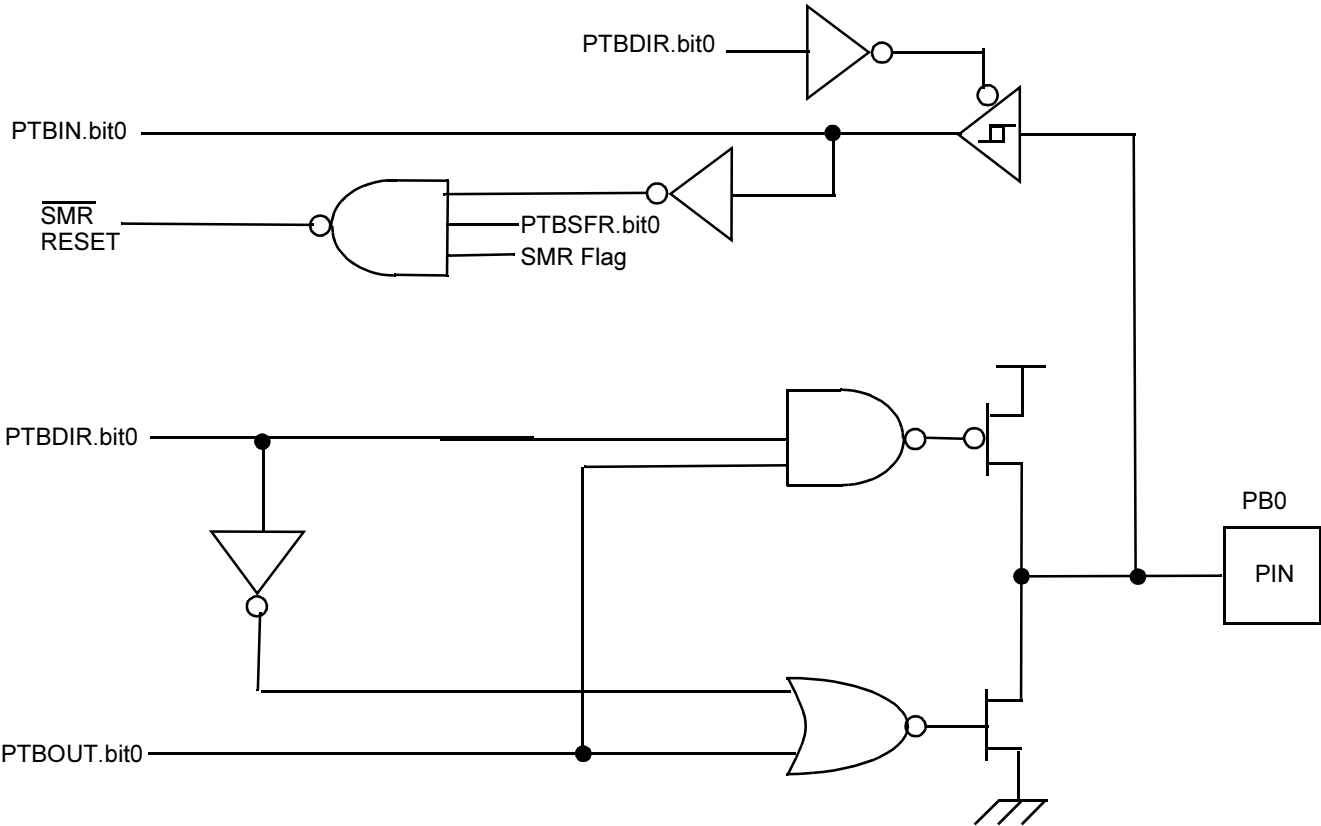 PTBDIR.bit0
PTBIN.bit0
SMR
RESET
PTBSFR.bit0
SMR Flag
PTBDIR.bit0
PB0
PIN
PTBOUT.bit0